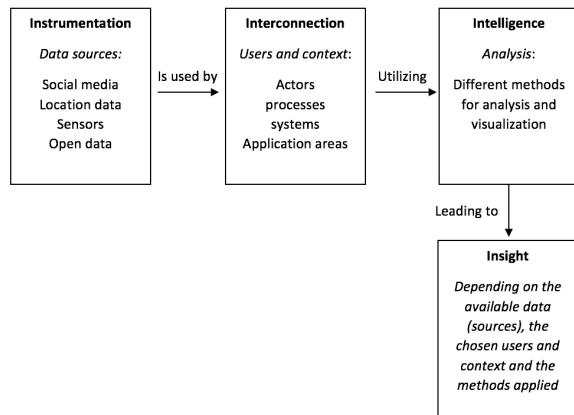 Instrumentation
Data sources:
Social media
Location data
Sensors
Open data
Is used by
Interconnection
Users and context:
Actors
processes
systems
Application areas
Utilizing
Intelligence
Analysis:
Different methods
for analysis and
visualization
Leading to
Insight
Depending on the
available data
(sources), the
chosen users and
context and the
methods applied